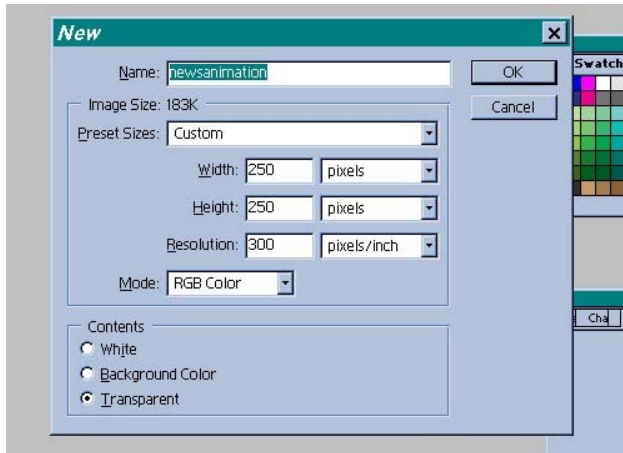 New
Name: newsanimation
OK
Image Size: 183K
Cancel
Preset Sizes: Custom
Width: 250 pixels
Height: 250 pixels
Resolution: 300 pixels/inch
Mode: RGB Color
Contents
White
Background Color
Transparent
Swatch
Cha